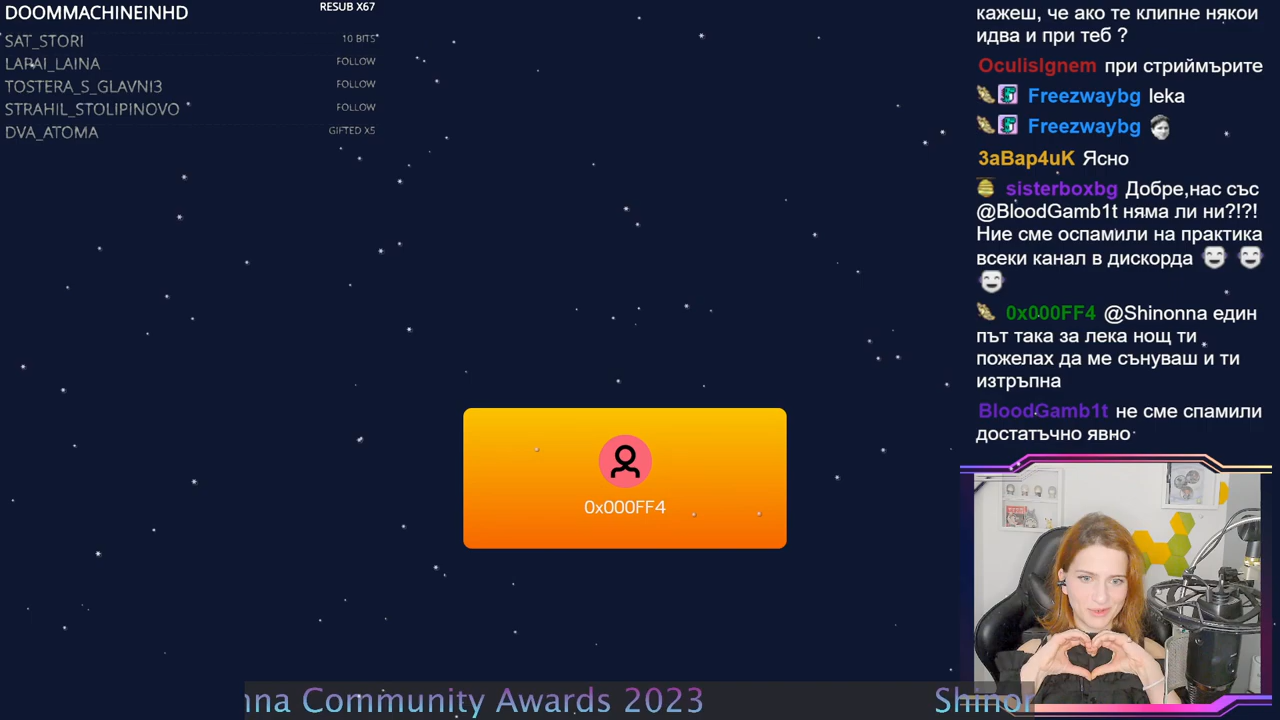 DOOMMACHINEINHD RESUB X67
SAT_STORI 10 BITS
LAPAI_LAINA FOLLOW
TOSTERA_S_GLAVNI3 FOLLOW
STRAHIL_STOLIPINOVO FOLLOW
DVA_ATOMA GIFTED X5
кажеш, че ако те клипне някои
идва и при теб ?
OculisIgnem при стриймърите
Freezwaybg leka
Freezwaybg
3aBap4uK Ясно
sisterboxbg Добре,нас със
@BloodGamb1t няма ли ни?!?!
Ние сме оспамили на практика
всеки канал в дискорда
0x000FF4 @Shinonna един
път така за лека нощ ти
пожелах да ме сънуваш и ти
изтръпна
BloodGamb1t не сме спамили
достатъчно явно
0x000FF4
nna Community Awards 2023 Shinon